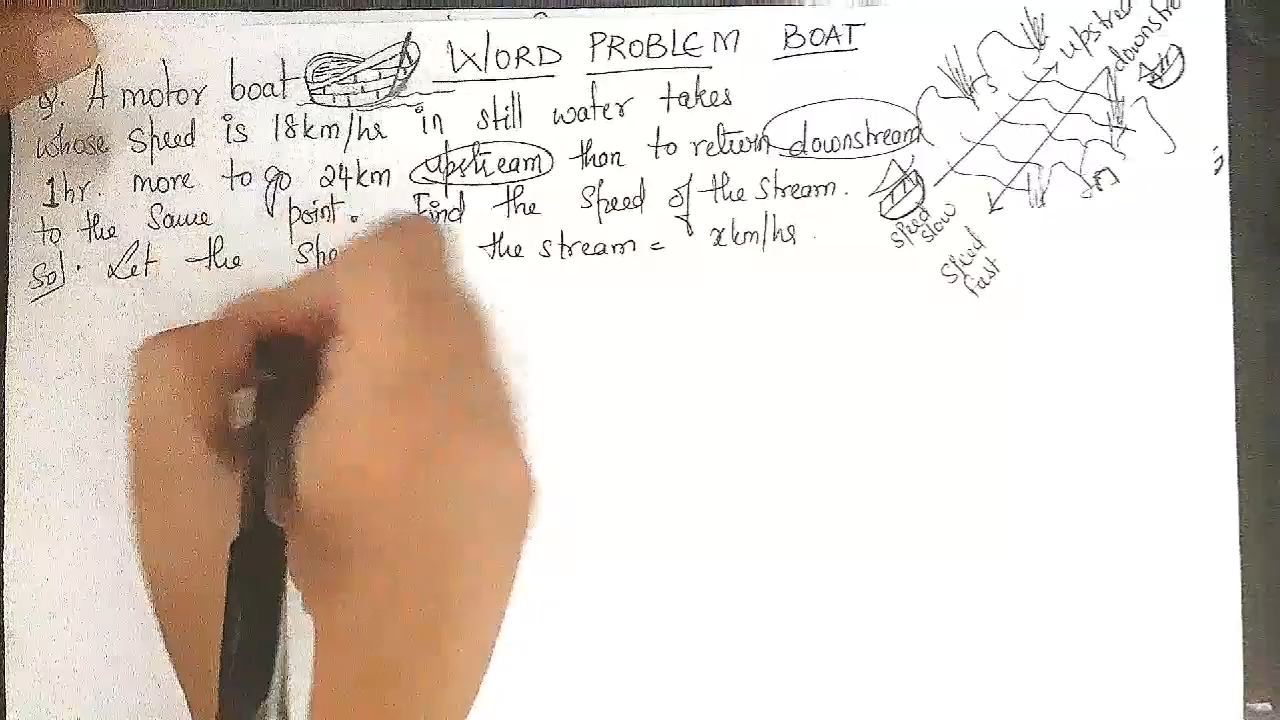 WORD PROBLEM BOAT
Q. A motor boat
whose speed is 18km/hr in still water takes
1hr. more to go 24km upstream than to return downstream
to the same point. Find the speed of the stream.
Sol. Let the the stream = x km/hr.
Upstream
downstre
Speed slow
Speed fast